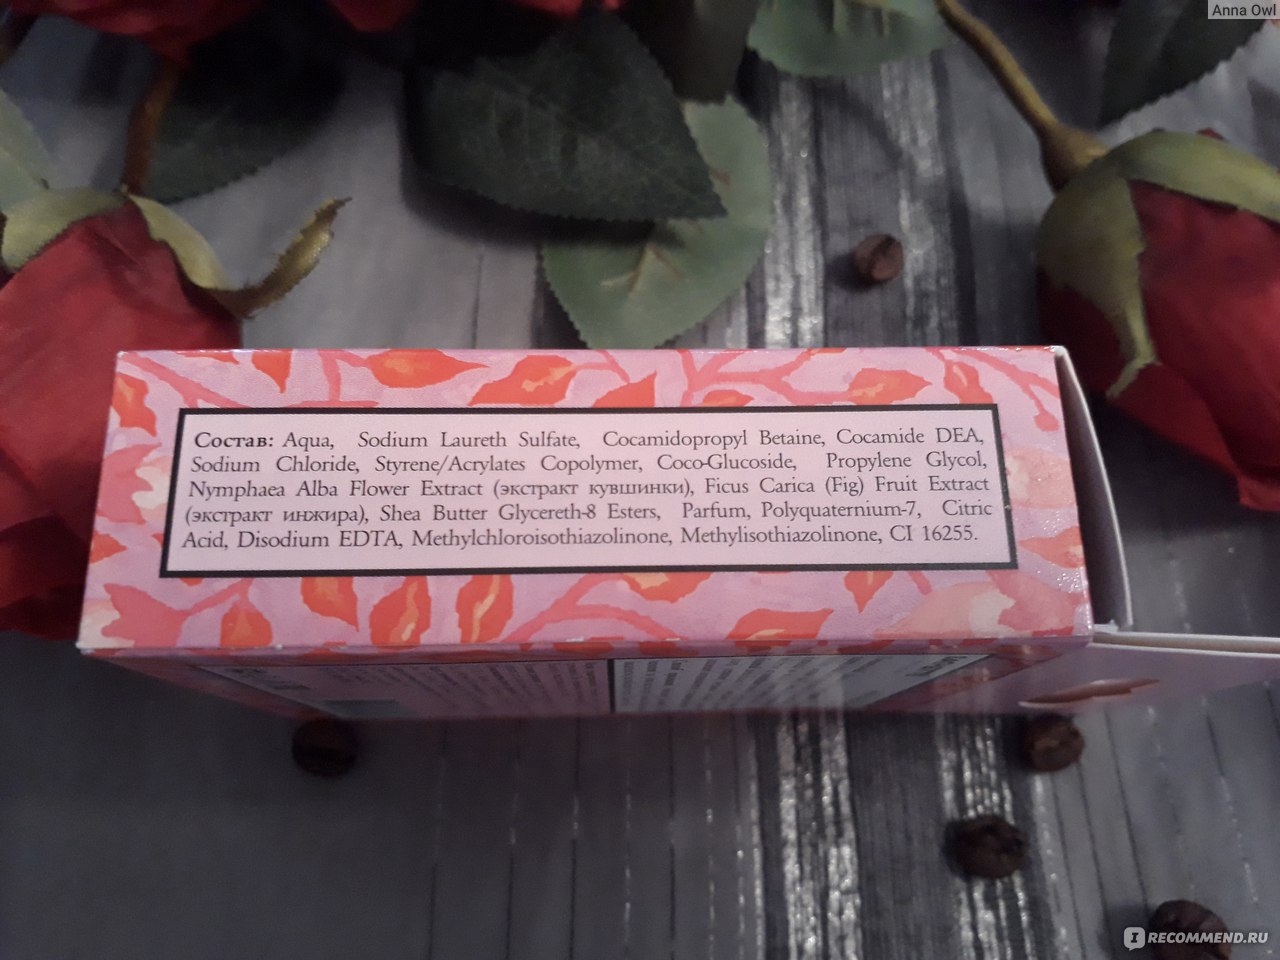 Anna Owl
Состав: Aqua, Sodium Laureth Sulfate, Cocamidopropyl Betaine, Cocamide DEA,
Sodium Chloride, Styrene/Acrylates Copolymer, Coco-Glucoside, Propylene Glycol,
Nymphaea Alba Flower Extract (экстракт кувшинки), Ficus Carica (Fig) Fruit Extract
(экстракт инжира), Shea Butter Glycereth-8 Esters, Parfum, Polyquaternium-7, Citric
Acid, Disodium EDTA, Methylchloroisothiazolinone, Methylisothiazolinone, CI 16255.
IRECOMMEND.RU